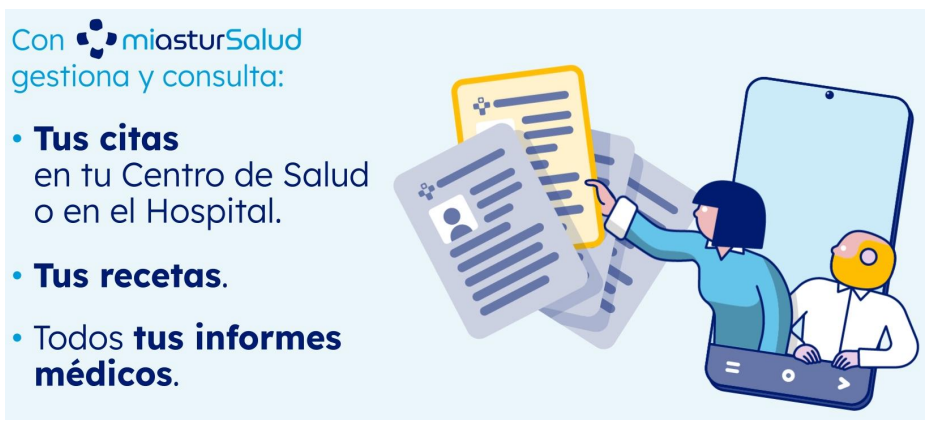 Con miasturSalud
gestiona y consulta:
• Tus citas
en tu Centro de Salud
o en el Hospital.
• Tus recetas.
• Todos tus informes
médicos.